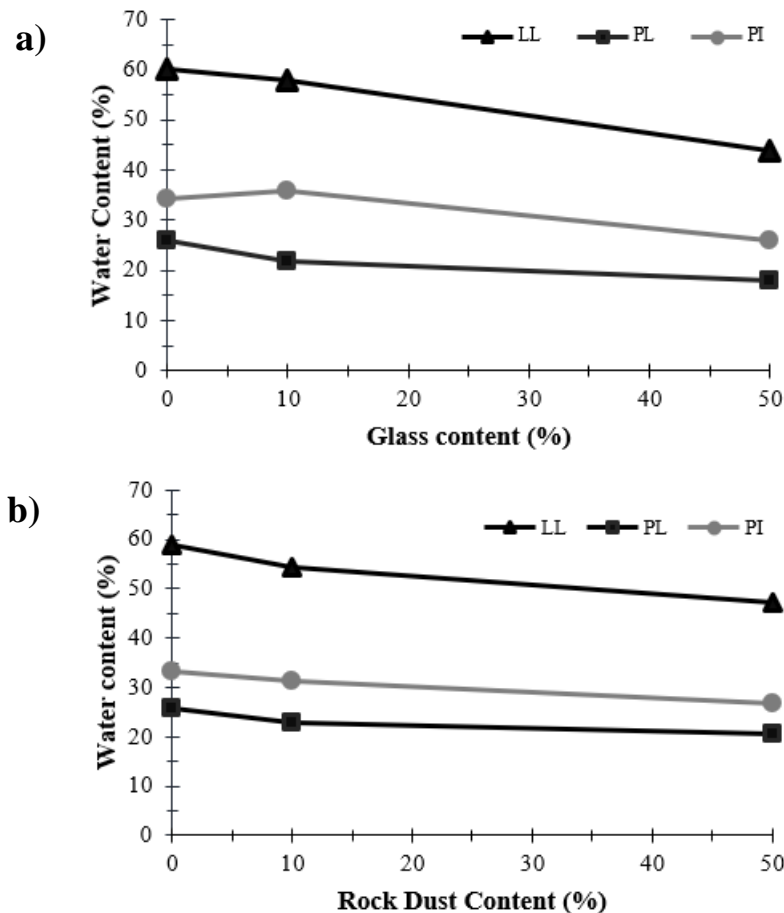 a)
LL PL PI
Water Content (%)
70
60
50
40
30
20
10
0
0 10 20 30 40 50
Glass content (%)
b)
LL PL PI
Water content (%)
70
60
50
40
30
20
10
0
0 10 20 30 40 50
Rock Dust Content (%)